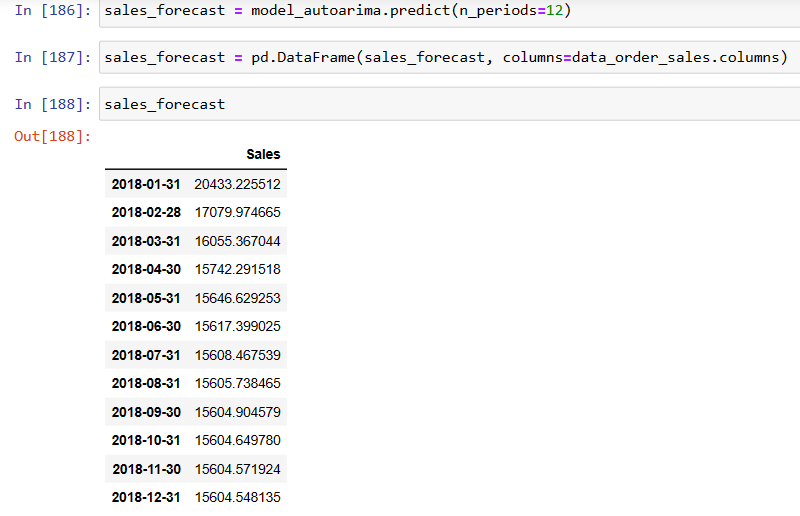 In [186]: sales_forecast = model_autoarima.predict(n_periods=12)
In [187]: sales_forecast = pd.DataFrame(sales_forecast, columns=data_order_sales.columns)
In [188]: sales_forecast
Out[188]:
Sales
2018-01-31 20433.225512
2018-02-28 17079.974665
2018-03-31 16055.367044
2018-04-30 15742.291518
2018-05-31 15646.629253
2018-06-30 15617.399025
2018-07-31 15608.467539
2018-08-31 15605.738465
2018-09-30 15604.904579
2018-10-31 15604.649780
2018-11-30 15604.571924
2018-12-31 15604.548135